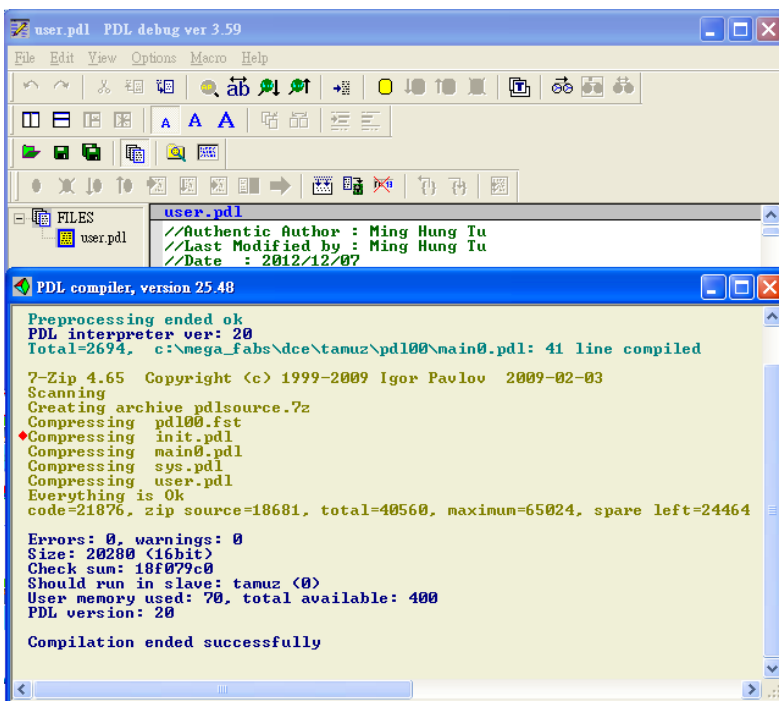 user.pdl PDL debug ver 3.59
File Edit View Options Macro Help
FILES
user.pdl
user.pdl
//Authentic Author : Ming Hung Tu
//Last Modified by : Ming Hung Tu
//Date : 2012/12/07
PDL compiler, version 25.48
Preprocessing ended ok
PDL interpreter ver: 20
Total=2694, c:\mega_fabs\dce\tamuz\pdl00\main0.pdl: 41 line compiled
7-Zip 4.65 Copyright (c) 1999-2009 Igor Pavlov 2009-02-03
Scanning
Creating archive pdlsource.7z
Compressing pdl00.fst
Compressing init.pdl
Compressing main0.pdl
Compressing sys.pdl
Compressing user.pdl
Everything is Ok
code=21876, zip source=18681, total=40560, maximum=65024, spare left=24464
Errors: 0, warnings: 0
Size: 20280 (16bit)
Check sum: 18f079c0
Should run in slave: tamuz (0)
User memory used: 70, total available: 400
PDL version: 20
Compilation ended successfully